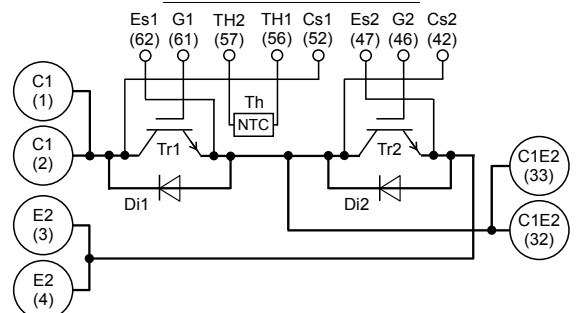 Es1 G1 TH2 TH1 Cs1 Es2 G2 Cs2
(62) (61) (57) (56) (52) (47) (46) (42)
C1
(1)
Th
NTC
C1
(2)
Tr1
Tr2
C1E2
(33)
Di1
Di2
E2
(3)
C1E2
(32)
E2
(4)